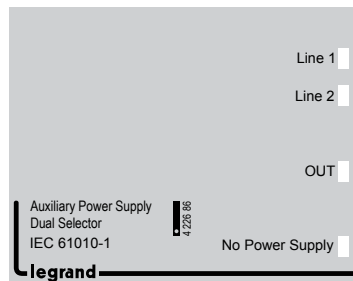 Line 1
Line 2
OUT
Auxiliary Power Supply
Dual Selector
IEC 61010-1
4 226 86
No Power Supply
legrand